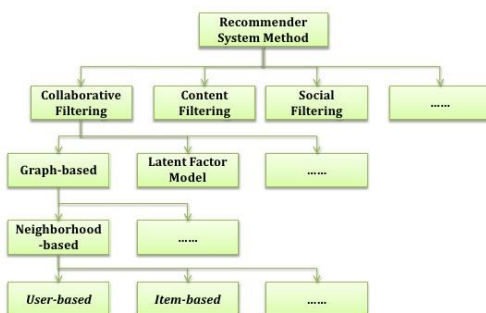 Recommender
System Method
Collaborative
Filtering
Content
Filtering
Social
Filtering
......
Graph-based
Latent Factor
Model
......
Neighborhood
-based
......
User-based
Item-based
......